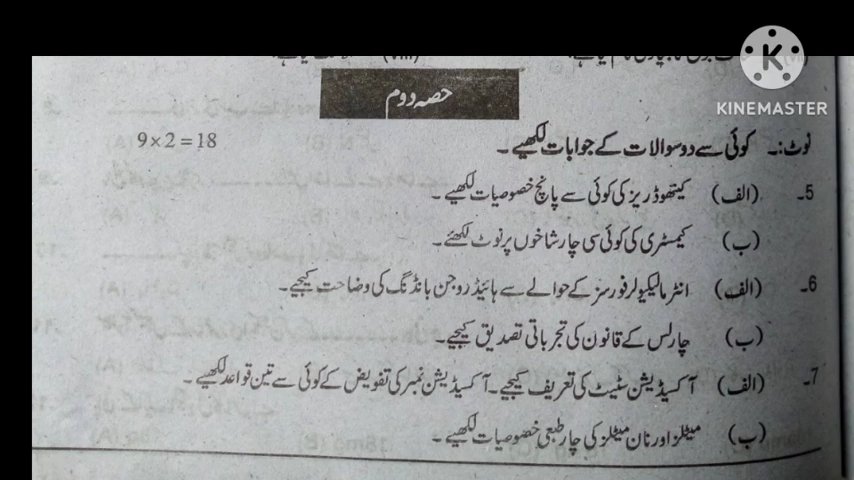 (viii)
KINEMASTER
حصہ دوم
نوٹ:۔ کوئی سے دو سوالات کے جوابات لکھیے۔ 9×2=18
5۔ (الف) کیتھوڈ ریز کی کوئی سے پانچ خصوصیات لکھیے۔
(ب) کیمسٹری کی کوئی سی چار شاخوں پر نوٹ لکھئے۔
6۔ (الف) انٹرمالیکیولر فورسز کے حوالے سے ہائیڈروجن بانڈنگ کی وضاحت کیجیے۔
(ب) چارلس کے قانون کی تجرباتی تصدیق کیجیے۔
7۔ (الف) آکسیڈیشن سٹیٹ کی تعریف کیجیے۔ آکسیڈیشن نمبر کی تفویض کے کوئی سے تین قواعد لکھیے۔
(ب) میٹلز اور نان میٹلز کی چار طبعی خصوصیات لکھیے۔